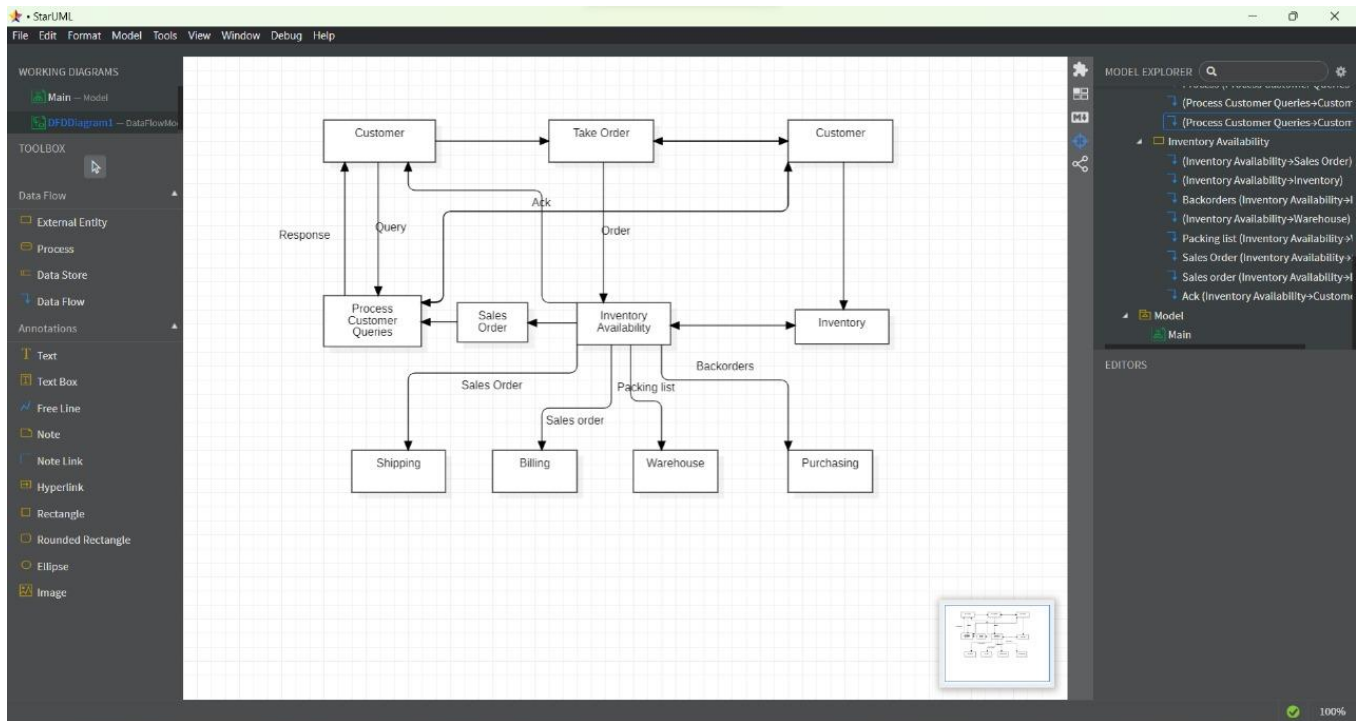 • StarUML
File Edit Format Model Tools View Window Debug Help
WORKING DIAGRAMS
Main — Model
DFDDiagram1 — DataFlowMo
TOOLBOX
Data Flow
External Entity
Process
Data Store
Data Flow
Annotations
Text
Text Box
Free Line
Note
Note Link
Hyperlink
Rectangle
Rounded Rectangle
Ellipse
Image
Customer
Take Order
Customer
Ack
Response
Query
Order
Process
Customer
Queries
Sales
Order
Inventory
Availability
Inventory
Backorders
Sales Order
Packing list
Sales order
Shipping
Billing
Warehouse
Purchasing
MODEL EXPLORER
(Process Customer Queries→Custom
(Process Customer Queries→Custom
Inventory Availability
(Inventory Availability→Sales Order)
(Inventory Availability→Inventory)
Backorders (Inventory Availability→I
(Inventory Availability→Warehouse)
Packing list (Inventory Availability→
Sales Order (Inventory Availability→
Sales order (Inventory Availability→I
Ack (Inventory Availability→Custome
Model
Main
EDITORS
100%